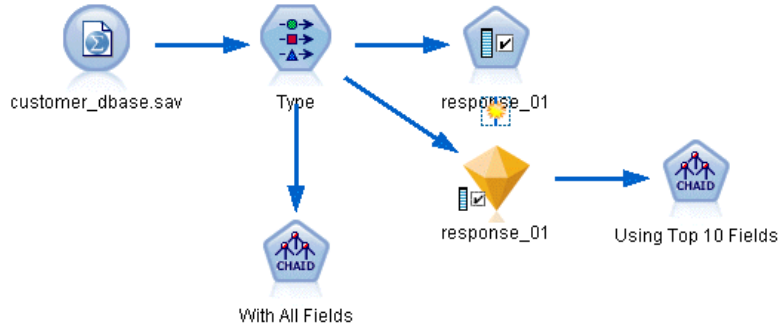 customer_dbase.sav
Type
response_01
CHAID
response_01
Using Top 10 Fields
CHAID
With All Fields